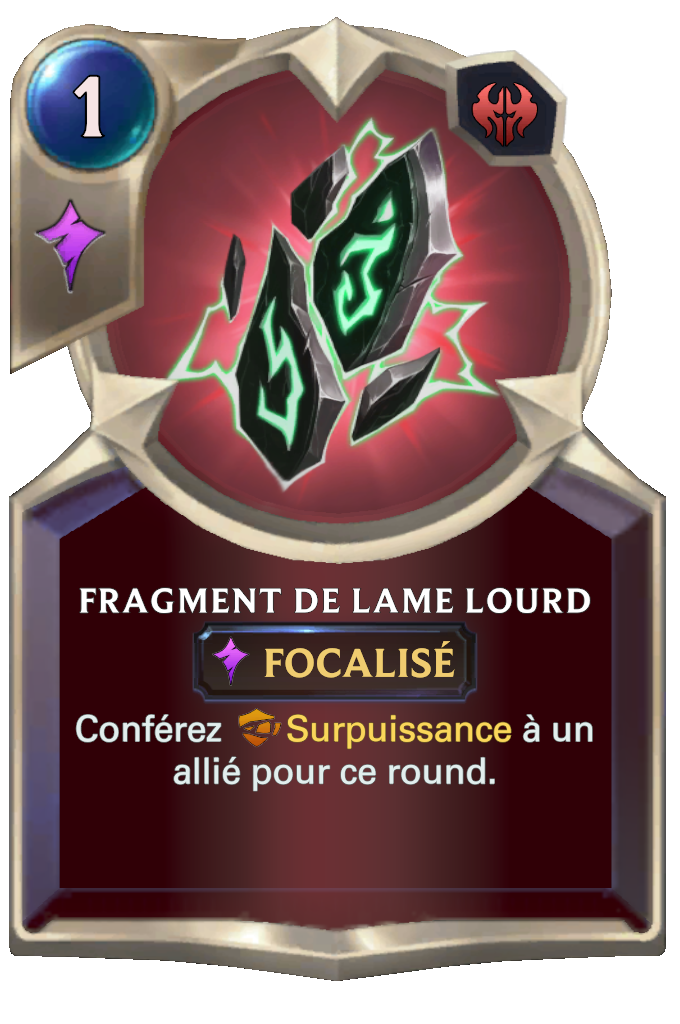 1
FRAGMENT DE LAME LOURD
FOCALISÉ
Conférez Surpuissance à un
allié pour ce round.